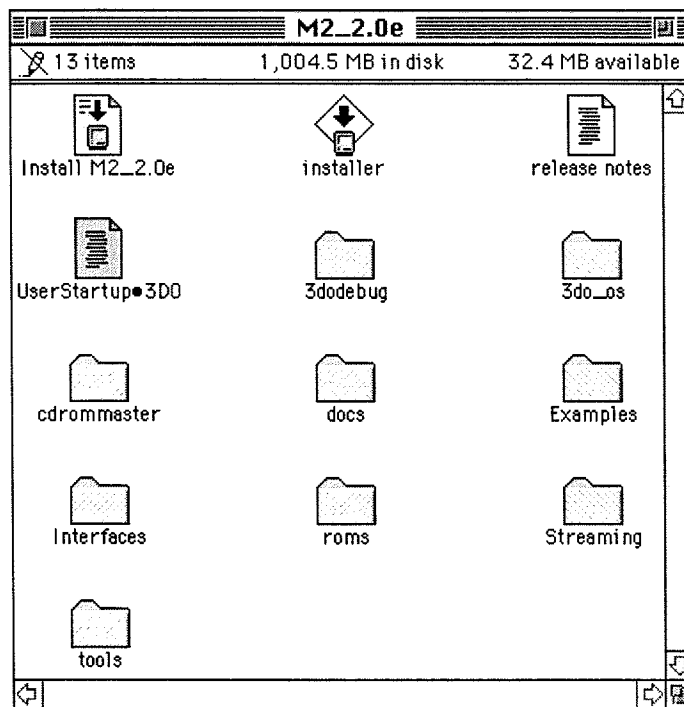 M2_2.0e
13 items 1,004.5 MB in disk 32.4 MB available
Install M2_2.0e installer release notes
UserStartup●3DO 3dodebug 3do_os
cdrommaster docs Examples
Interfaces roms Streaming
tools